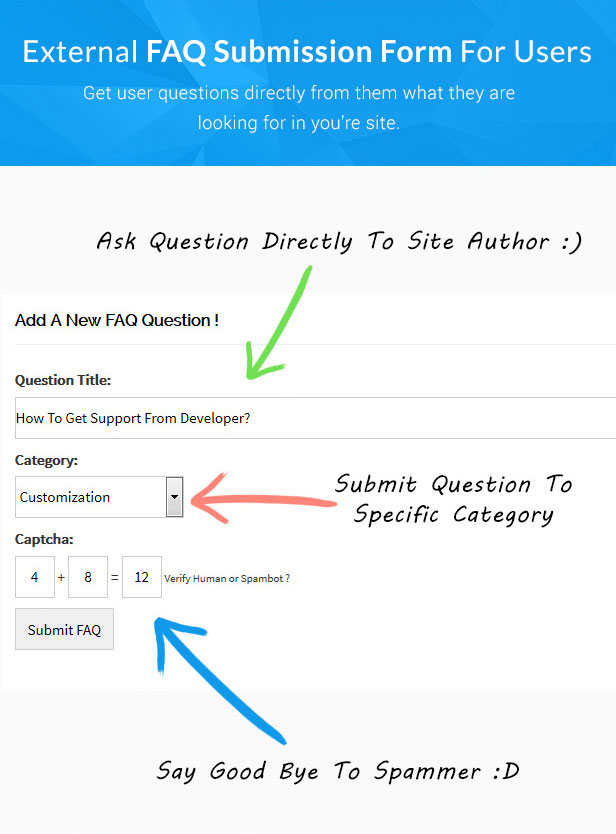 External FAQ Submission Form For Users
Get user questions directly from them what they are
looking for in you're site.
Ask Question Directly To Site Author :)
Add A New FAQ Question !
Question Title:
How To Get Support From Developer?
Category:
Customization
Submit Question To
Specific Category
Captcha:
4 + 8 = 12 Verify Human or Spambot ?
Submit FAQ
Say Good Bye To Spammer :D